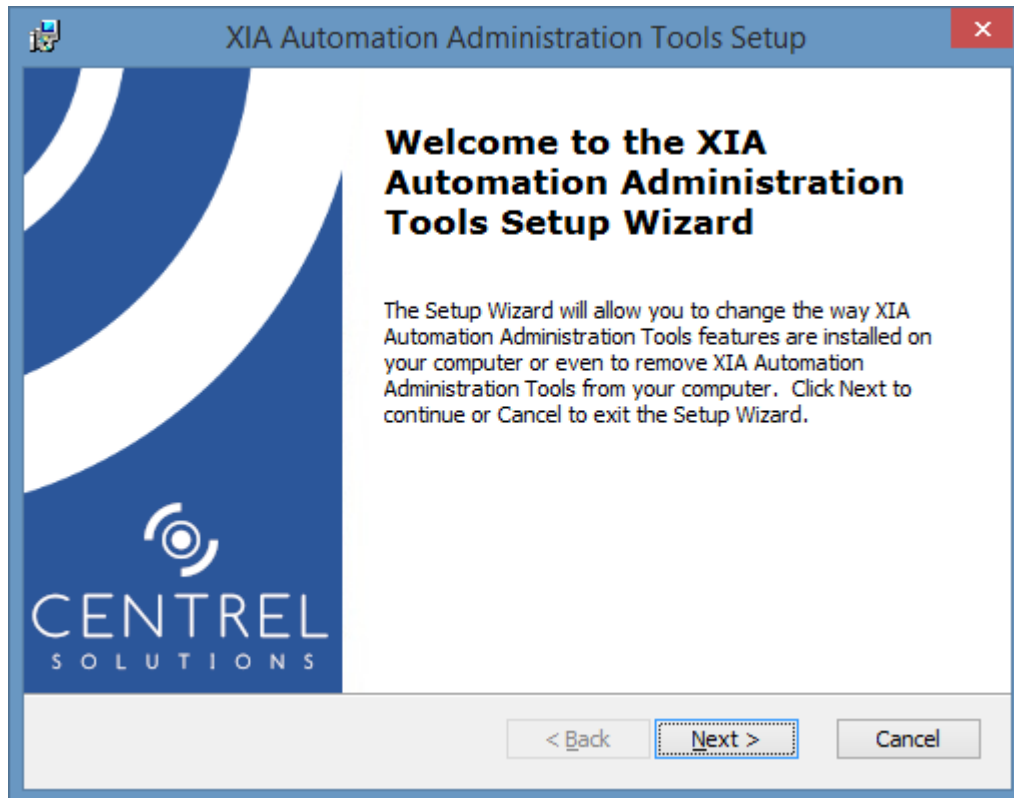 XIA Automation Administration Tools Setup
Welcome to the XIA
Automation Administration
Tools Setup Wizard
The Setup Wizard will allow you to change the way XIA
Automation Administration Tools features are installed on
your computer or even to remove XIA Automation
Administration Tools from your computer.  Click Next to
continue or Cancel to exit the Setup Wizard.
CENTREL
SOLUTIONS
< Back
Next >
Cancel